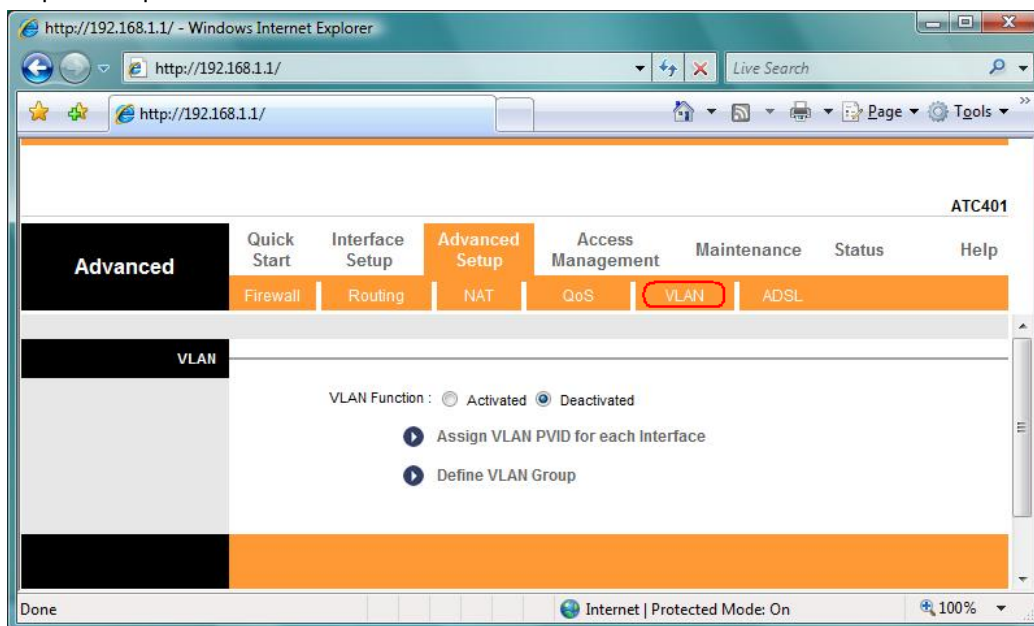 http://192.168.1.1/ - Windows Internet Explorer
http://192.168.1.1/
Live Search
http://192.168.1.1/
Page
Tools
ATC401
Advanced
Quick Start
Interface Setup
Advanced Setup
Access Management
Maintenance
Status
Help
Firewall
Routing
NAT
QoS
VLAN
ADSL
VLAN
VLAN Function : Activated Deactivated
Assign VLAN PVID for each Interface
Define VLAN Group
Done
Internet | Protected Mode: On
100%